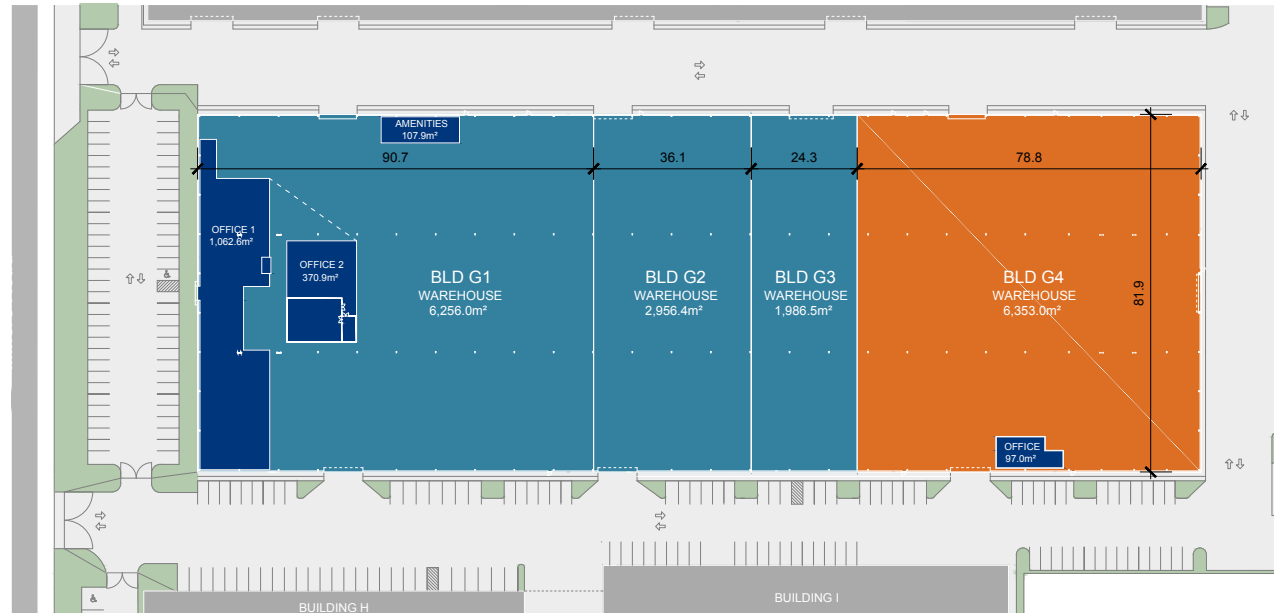 AMENITIES
107.9m²
90.7
36.1
24.3
78.8
OFFICE 1
1,062.6m²
OFFICE 2
370.9m²
BLD G1
WAREHOUSE
6,256.0m²
BLD G2
WAREHOUSE
2,956.4m²
BLD G3
WAREHOUSE
1,986.5m²
BLD G4
WAREHOUSE
6,353.0m²
81.9
OFFICE
97.0m²
BUILDING H
BUILDING I